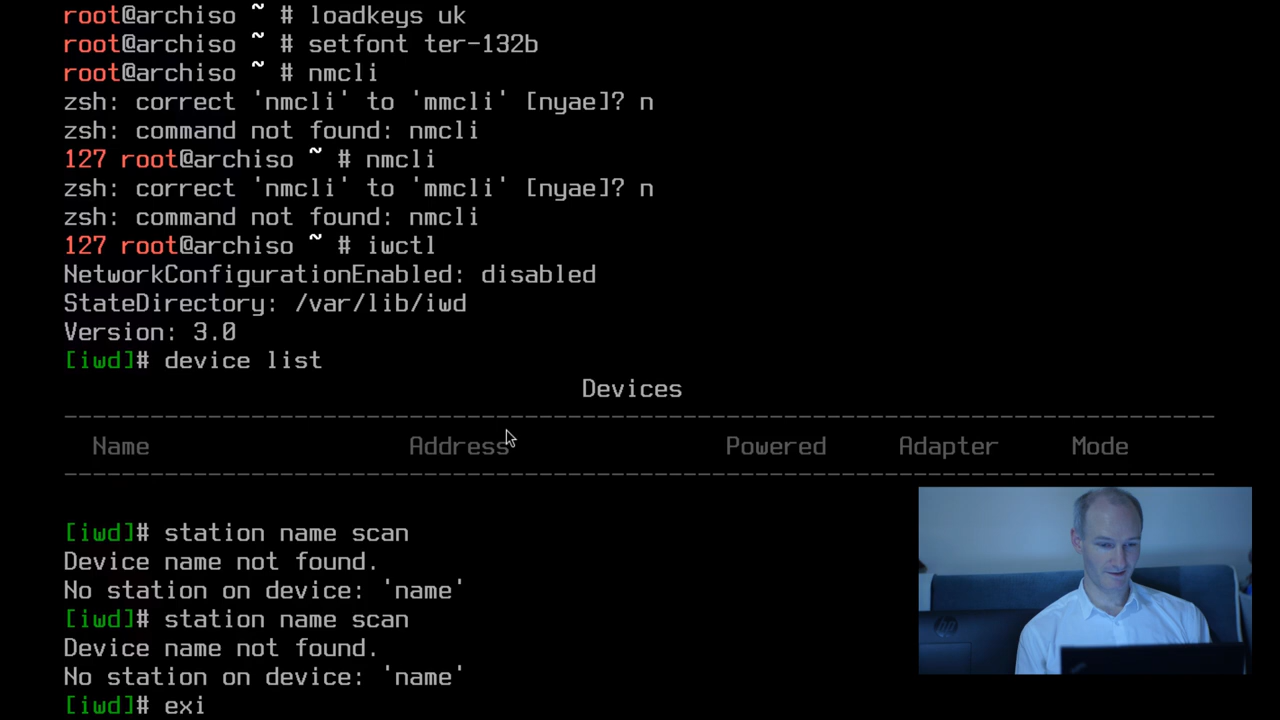 root@archiso ~ # loadkeys uk
root@archiso ~ # setfont ter-132b
root@archiso ~ # nmcli
zsh: correct 'nmcli' to 'mmcli' [nyae]? n
zsh: command not found: nmcli
127 root@archiso ~ # nmcli
zsh: correct 'nmcli' to 'mmcli' [nyae]? n
zsh: command not found: nmcli
127 root@archiso ~ # iwctl
NetworkConfigurationEnabled: disabled
StateDirectory: /var/lib/iwd
Version: 3.0
[iwd]# device list
Devices
Name Address Powered Adapter Mode
[iwd]# station name scan
Device name not found.
No station on device: 'name'
[iwd]# station name scan
Device name not found.
No station on device: 'name'
[iwd]# exi
hp